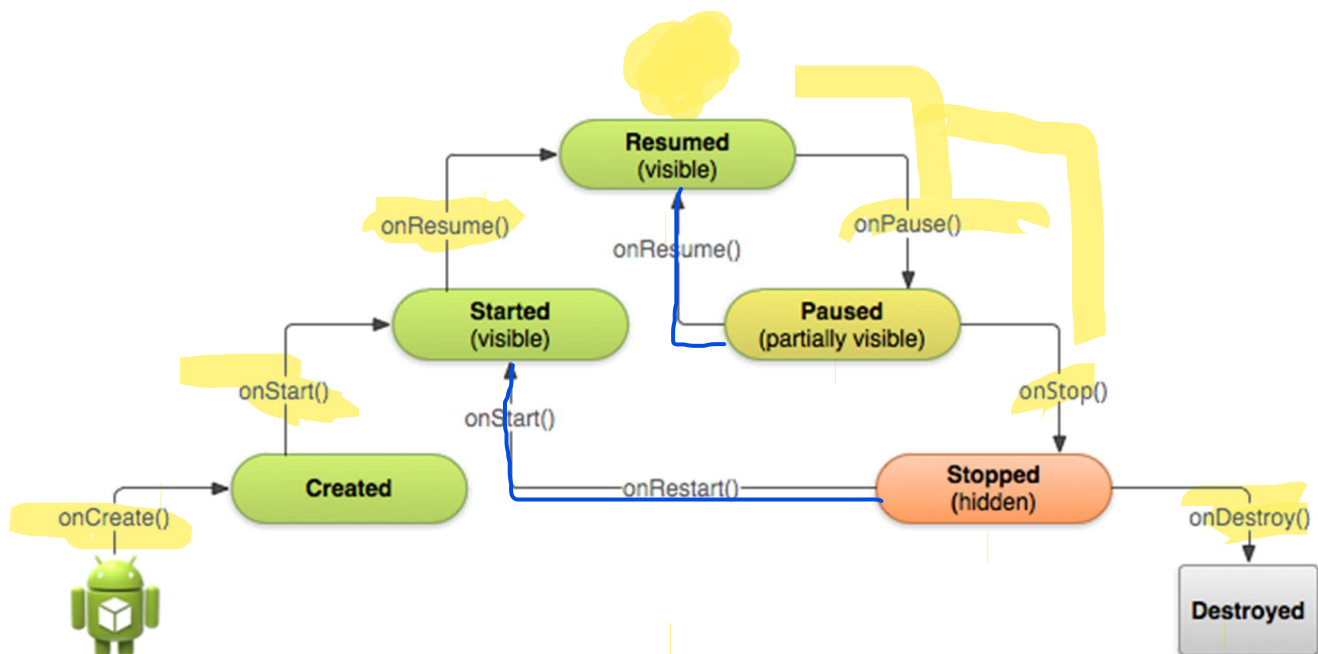 Resumed
(visible)
onResume()
onPause()
onResume()
Started
(visible)
Paused
(partially visible)
onStart()
onStop()
onStart()
Created
Stopped
(hidden)
onRestart()
onCreate()
onDestroy()
Destroyed